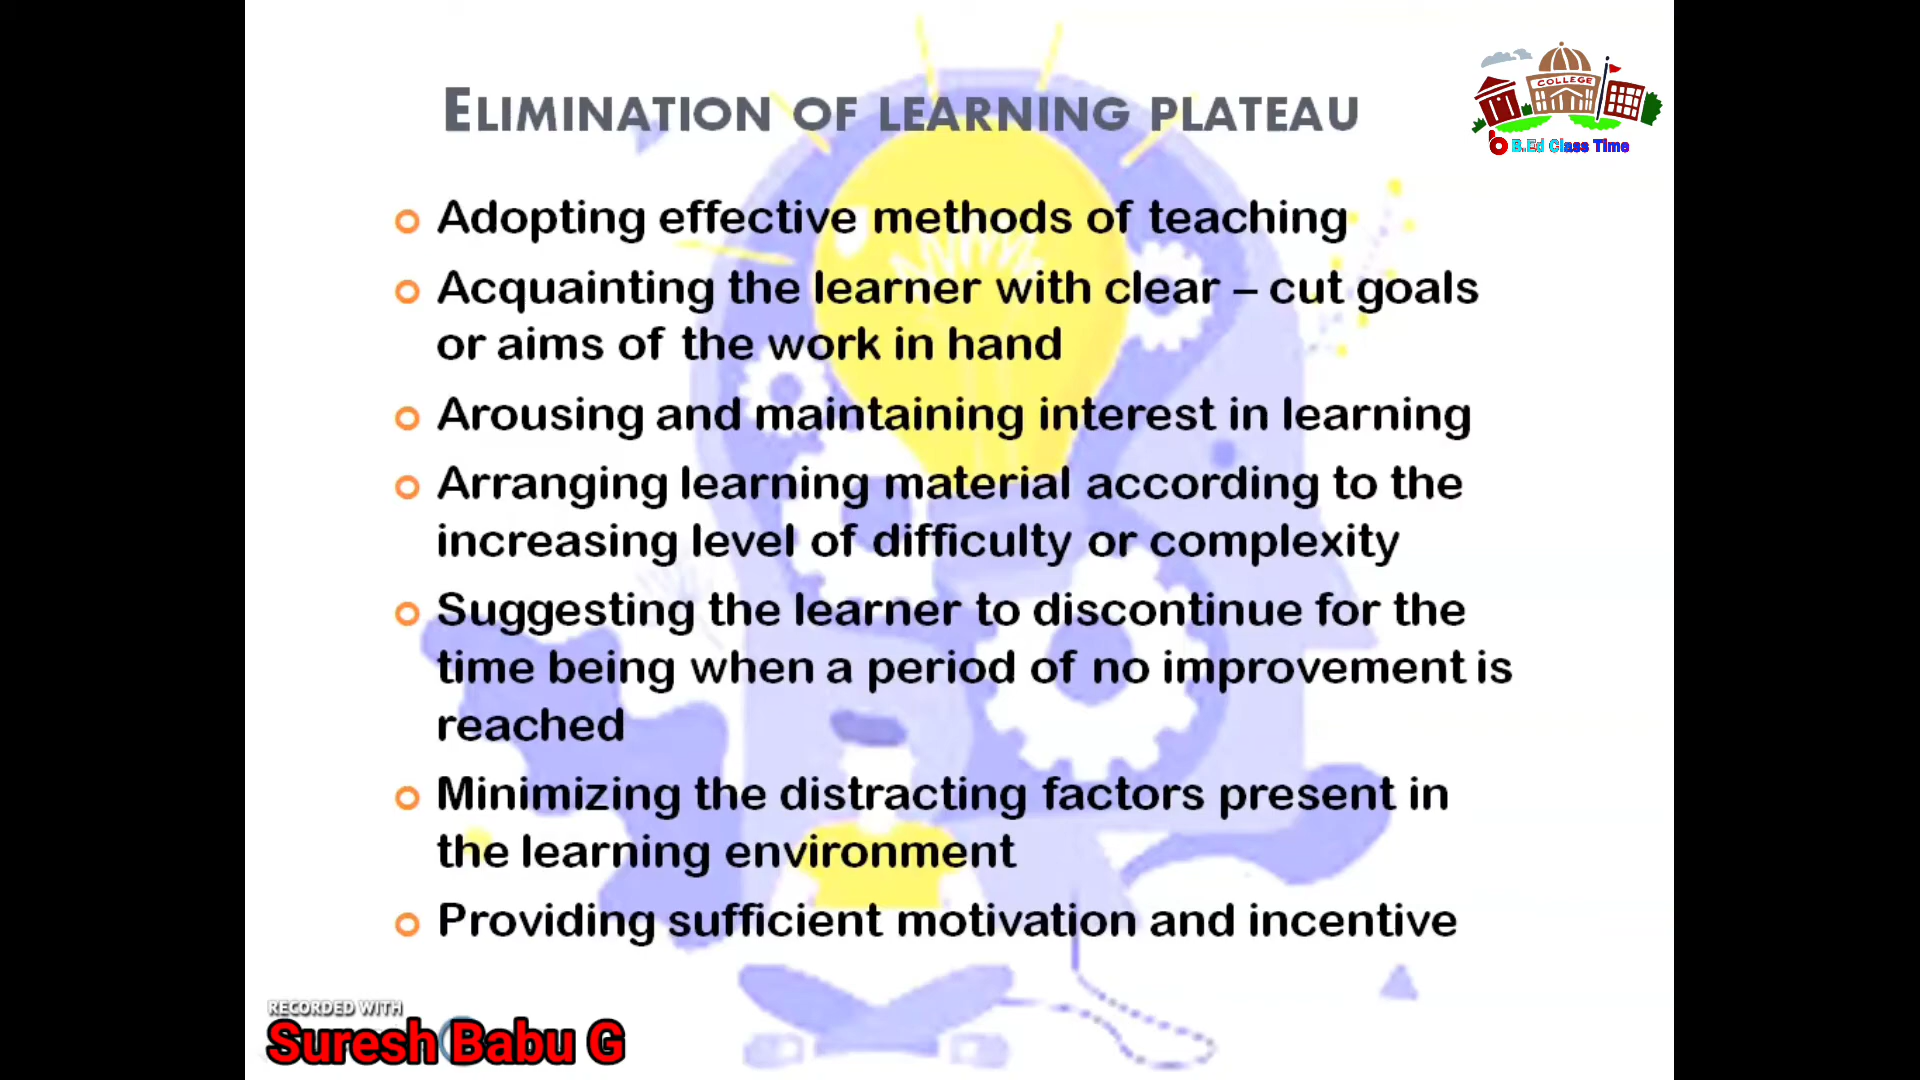 ELIMINATION OF LEARNING PLATEAU
COLLEGE
B.Ed Class Time
Adopting effective methods of teaching
Acquainting the learner with clear – cut goals
or aims of the work in hand
Arousing and maintaining interest in learning
Arranging learning material according to the
increasing level of difficulty or complexity
Suggesting the learner to discontinue for the
time being when a period of no improvement is
reached
Minimizing the distracting factors present in
the learning environment
Providing sufficient motivation and incentive
RECORDED WITH
Suresh Babu G